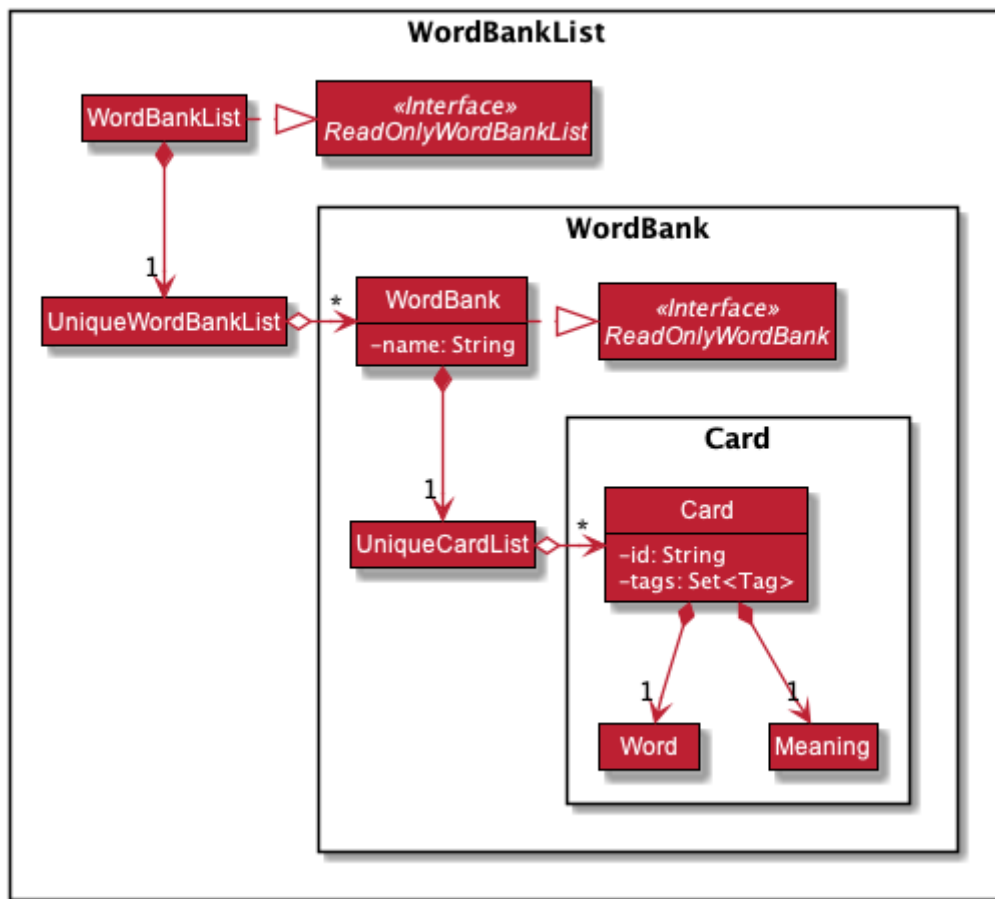 WordBankList
WordBankList
«Interface»
ReadOnlyWordBankList
1
UniqueWordBankList
*
WordBank
WordBank
-name: String
«Interface»
ReadOnlyWordBank
1
UniqueCardList
*
Card
Card
-id: String
-tags: Set<Tag>
1
1
Word
Meaning